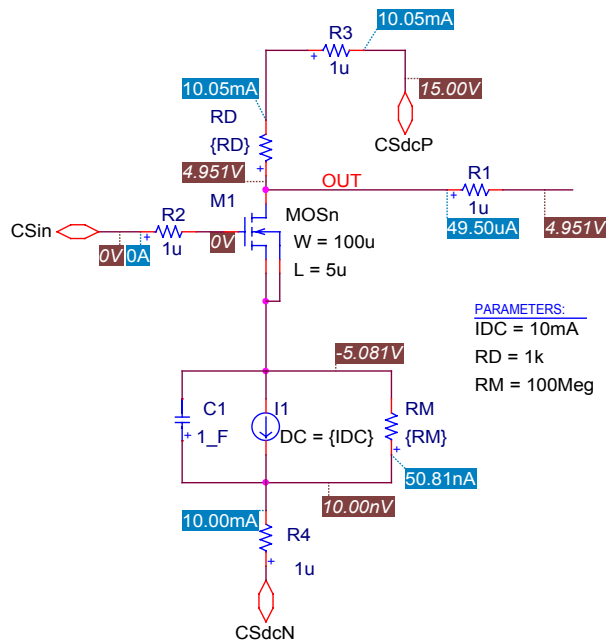 10.05mA
R3
+
1u
10.05mA
15.00V
CSdcP
RD
{RD}
+
4.951V
OUT
R1
+
1u
49.50uA
4.951V
M1
MOSn
W = 100u
L = 5u
CSin
R2
+
1u
0V
0A
0V
PARAMETERS:
IDC = 10mA
RD = 1k
RM = 100Meg
-5.081V
C1
+
1_F
I1
DC = {IDC}
RM
{RM}
+
50.81nA
10.00nV
10.00mA
R4
+
1u
CSdcN